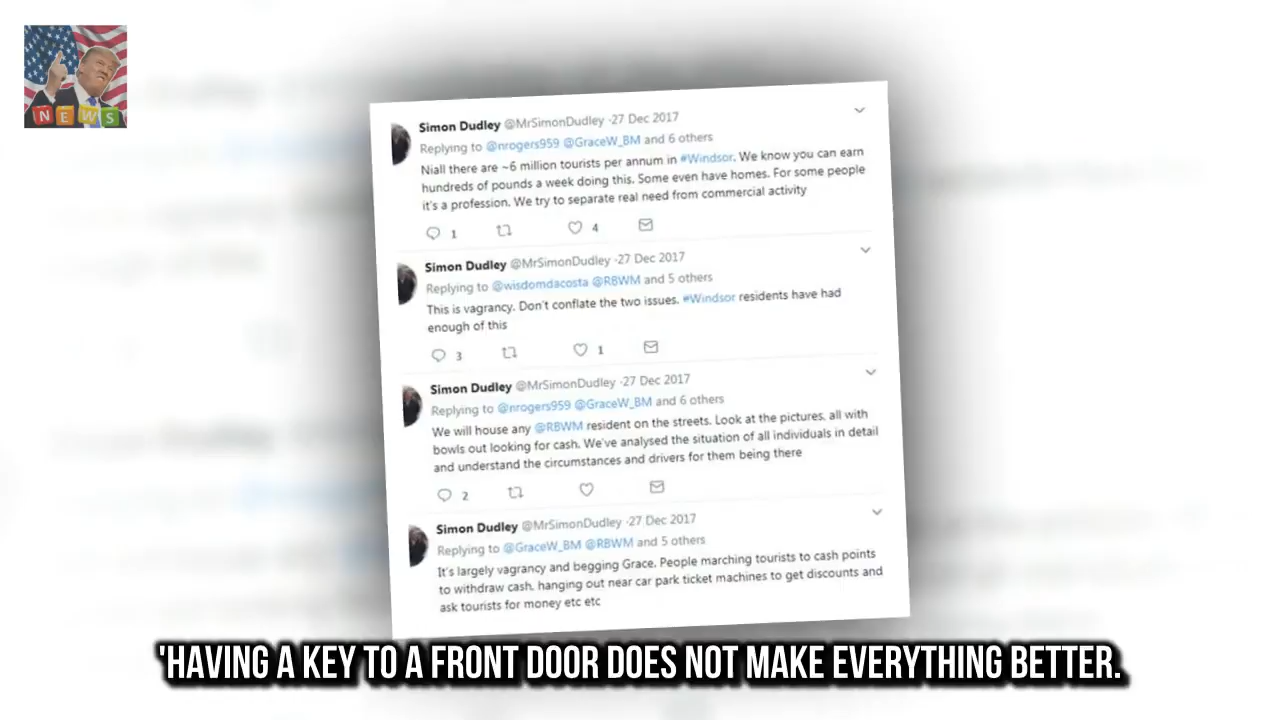 NEWS
Simon Dudley @MrSimonDudley ·27 Dec 2017
Replying to @nrogers959 @GraceW_BM and 6 others
Niall there are ~6 million tourists per annum in #Windsor. We know you can earn
hundreds of pounds a week doing this. Some even have homes. For some people
it's a profession. We try to separate real need from commercial activity
1 4
Simon Dudley @MrSimonDudley ·27 Dec 2017
Replying to @wisdomdacosta @RBWM and 5 others
This is vagrancy. Don't conflate the two issues. #Windsor residents have had
enough of this
3 1
Simon Dudley @MrSimonDudley ·27 Dec 2017
Replying to @nrogers959 @GraceW_BM and 6 others
We will house any @RBWM resident on the streets. Look at the pictures, all with
bowls out looking for cash. We've analysed the situation of all individuals in detail
and understand the circumstances and drivers for them being there
2
Simon Dudley @MrSimonDudley ·27 Dec 2017
Replying to @GraceW_BM @RBWM and 5 others
It's largely vagrancy and begging Grace. People marching tourists to cash points
to withdraw cash, hanging out near car park ticket machines to get discounts and
ask tourists for money etc etc
'HAVING A KEY TO A FRONT DOOR DOES NOT MAKE EVERYTHING BETTER.